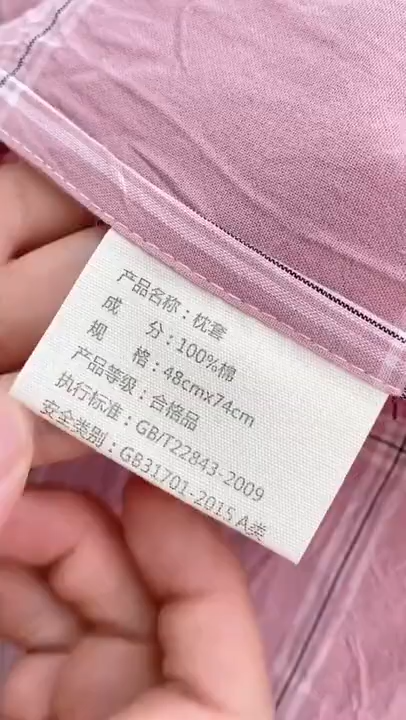 产品名称：枕套
成　　分：100%棉
规　　格：48cmx74cm
产品等级：合格品
执行标准：GB/T22843-2009
安全类别：GB31701-2015 A类